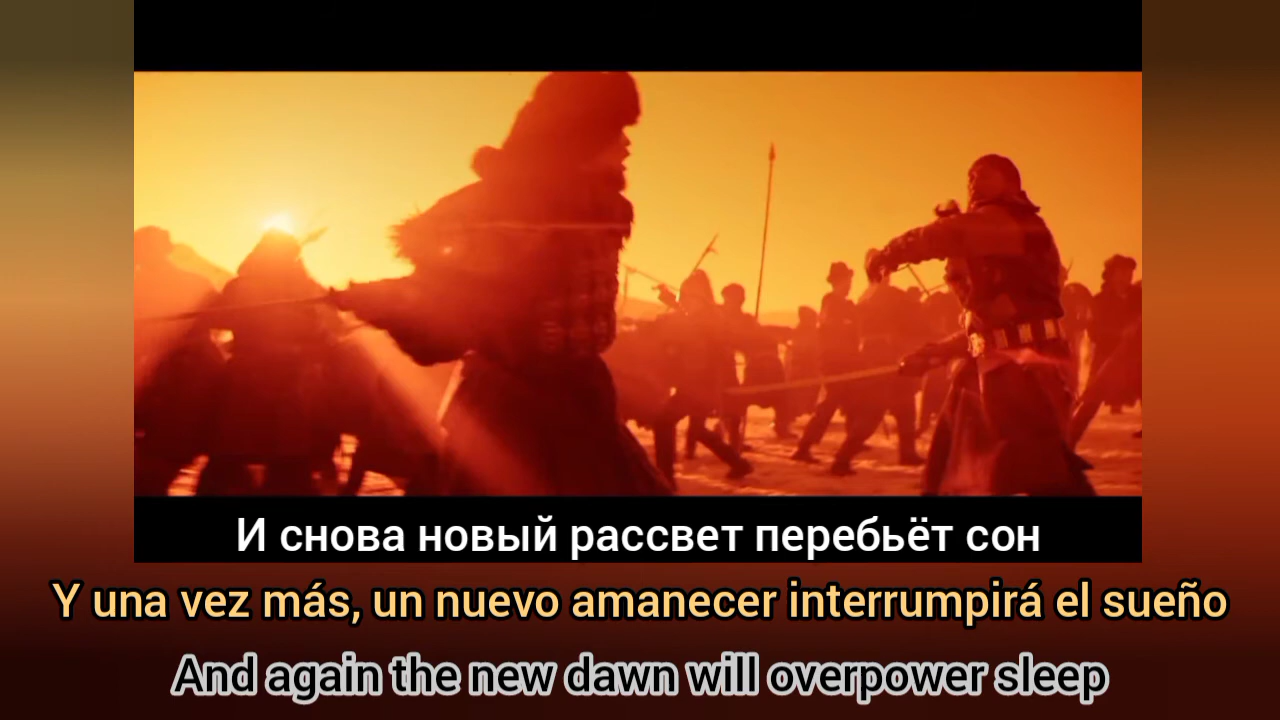 И снова новый рассвет перебьёт сон
Y una vez más, un nuevo amanecer interrumpirá el sueño
And again the new dawn will overpower sleep